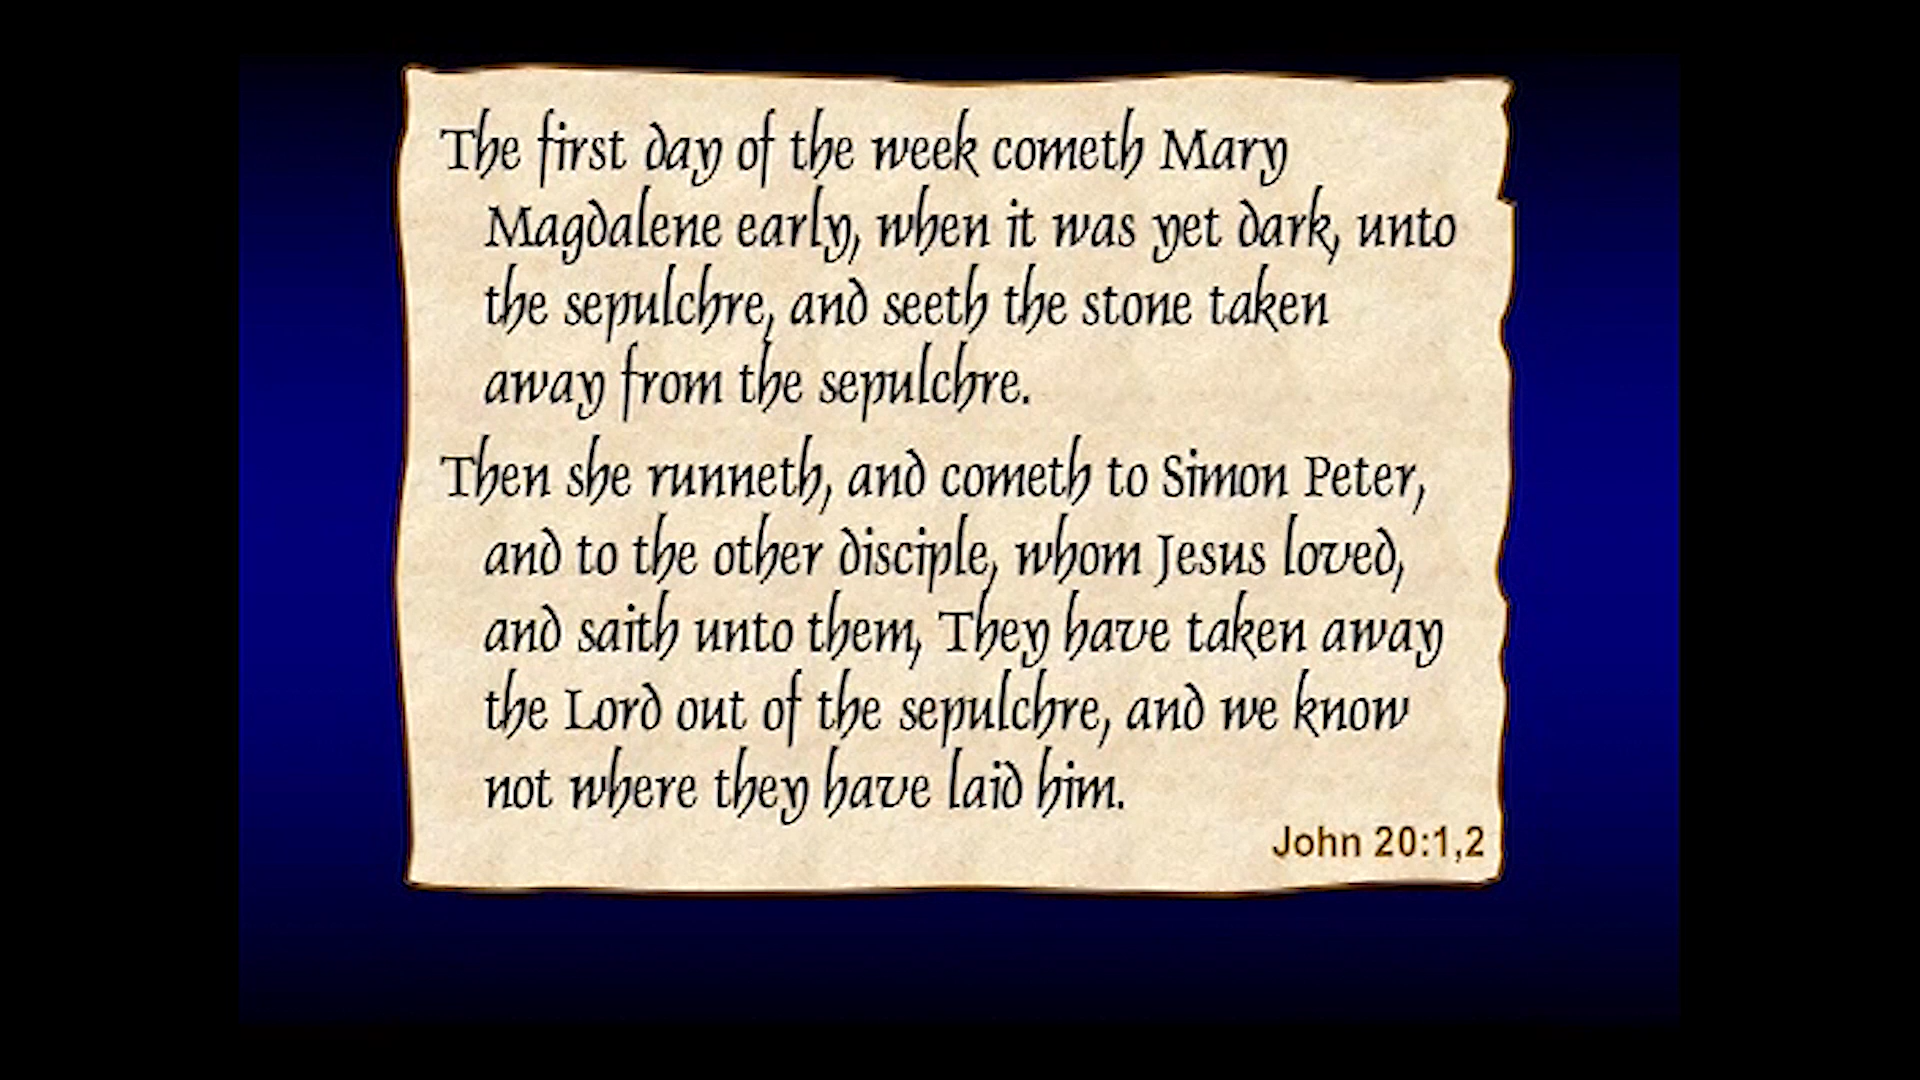 The first day of the week cometh Mary
Magdalene early, when it was yet dark, unto
the sepulchre, and seeth the stone taken
away from the sepulchre.
Then she runneth, and cometh to Simon Peter,
and to the other disciple, whom Jesus loved,
and saith unto them, They have taken away
the Lord out of the sepulchre, and we know
not where they have laid him.
John 20:1,2